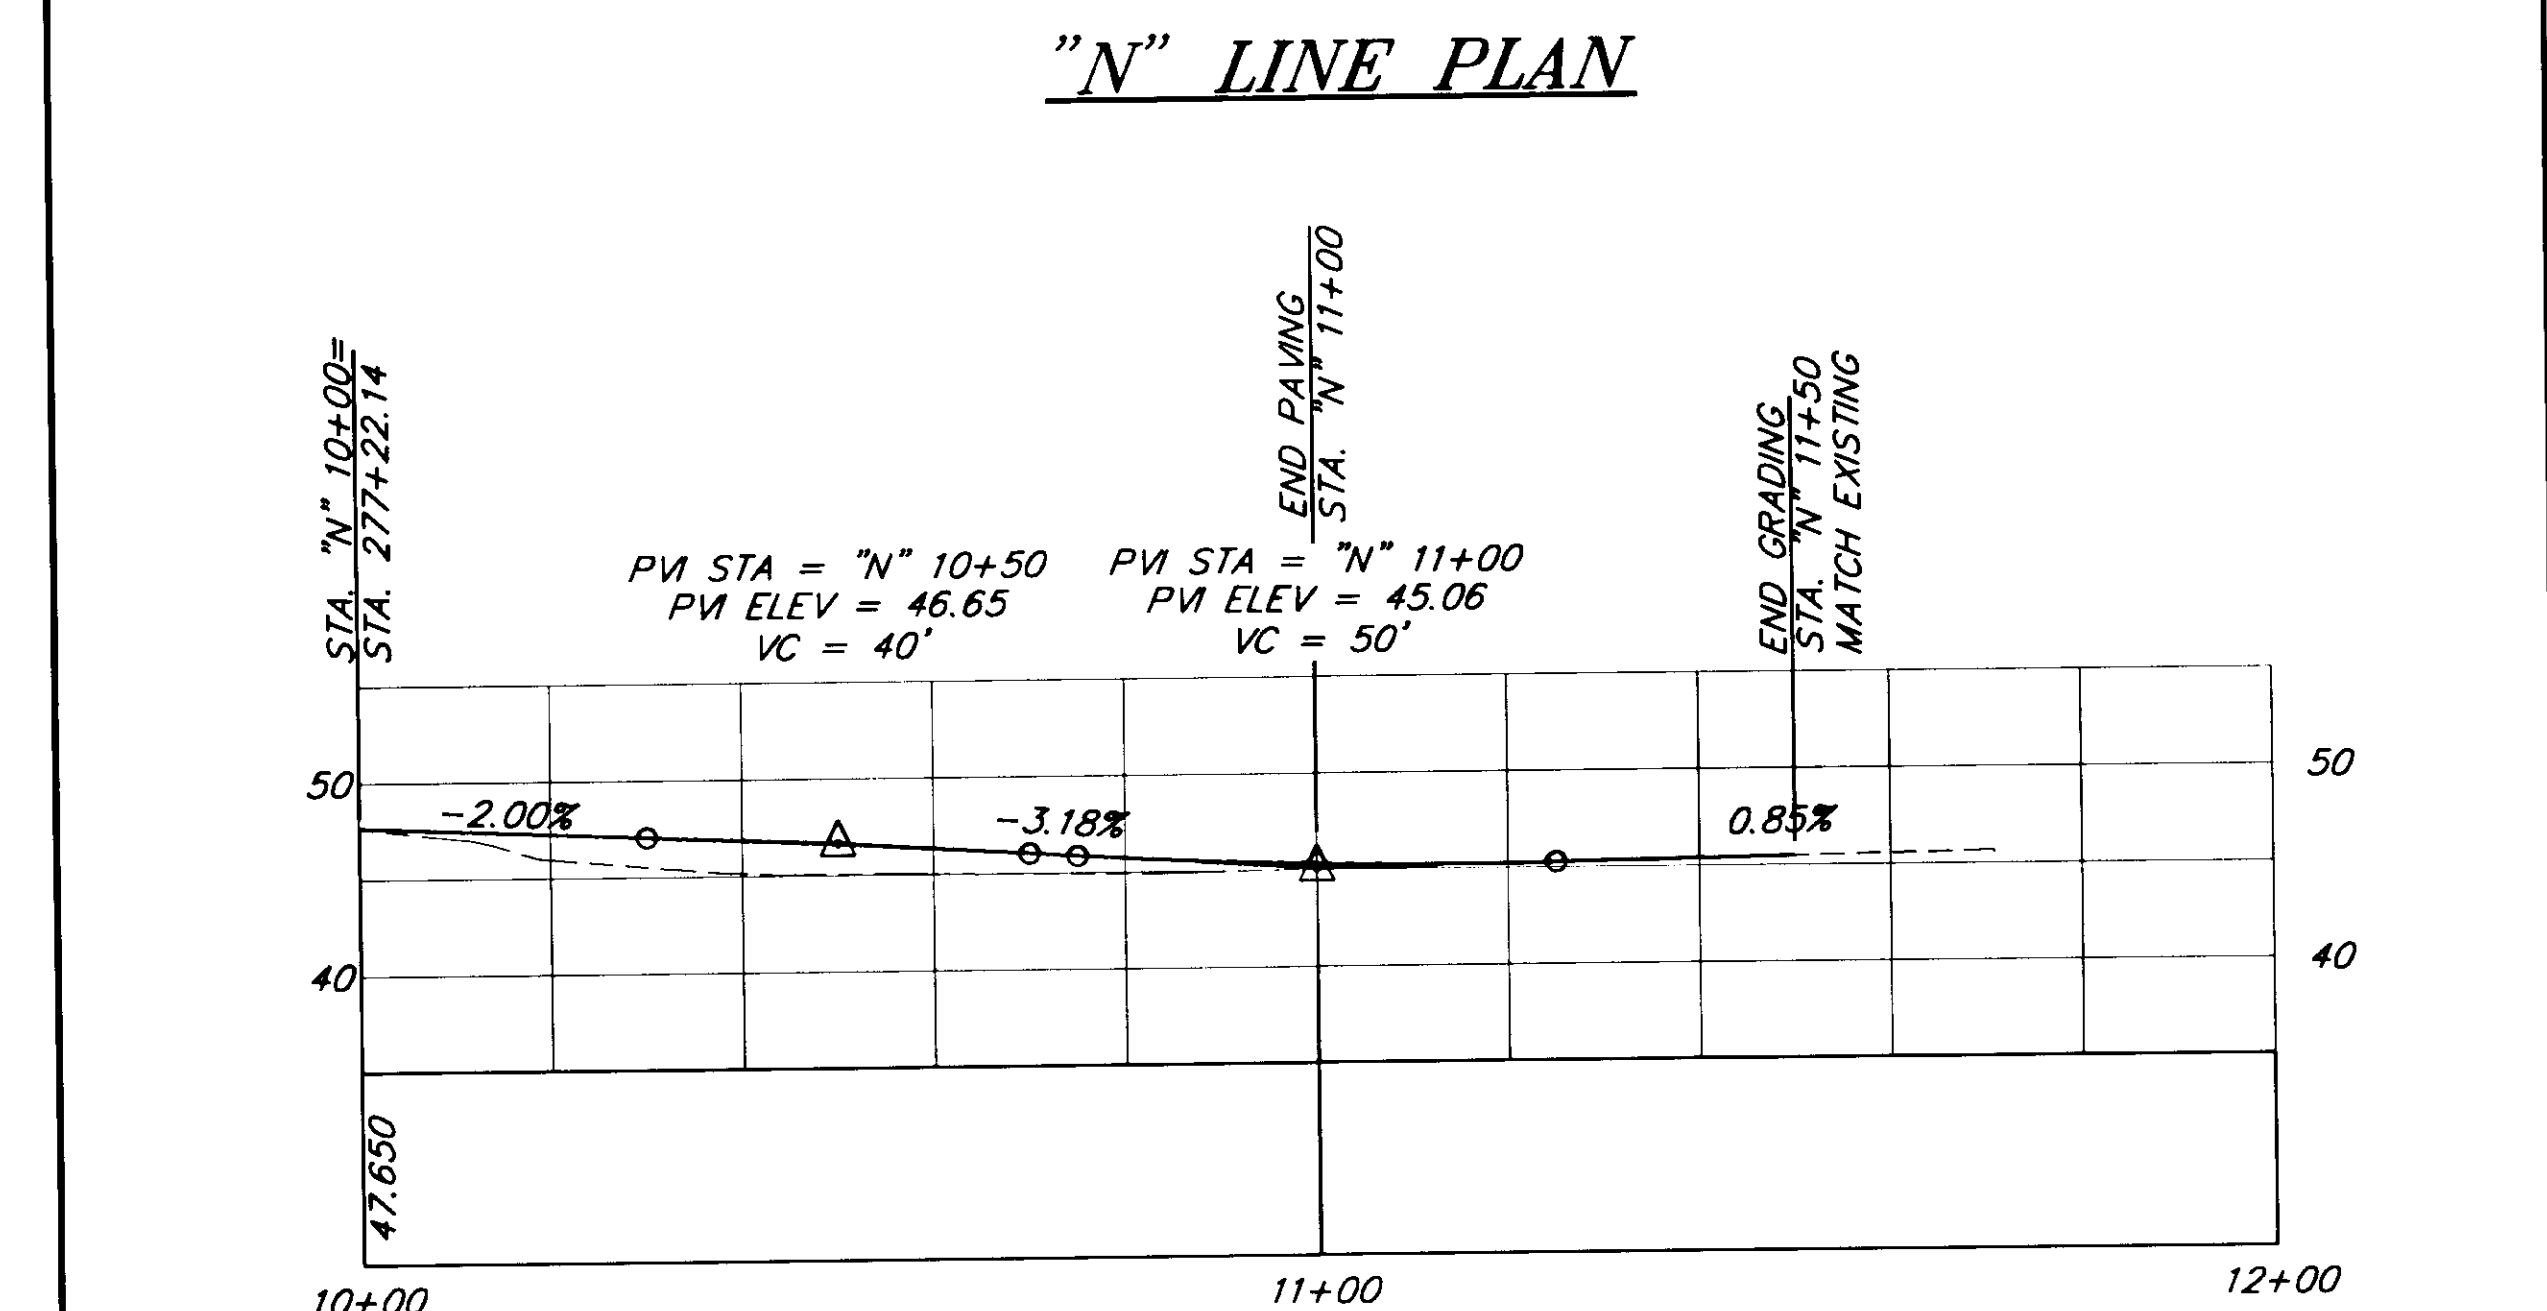 "N" LINE PLAN
STA. "N" 10+00=
STA. 277+22.14
END PAVING
STA. "N" 11+00
END GRADING
STA. "N" 11+50
MATCH EXISTING
PVI STA = "N" 10+50
PVI ELEV = 46.65
VC = 40'
PVI STA = "N" 11+00
PVI ELEV = 45.06
VC = 50'
50
50
-2.00%
-3.18%
0.85%
40
40
47.650
10+00
11+00
12+00